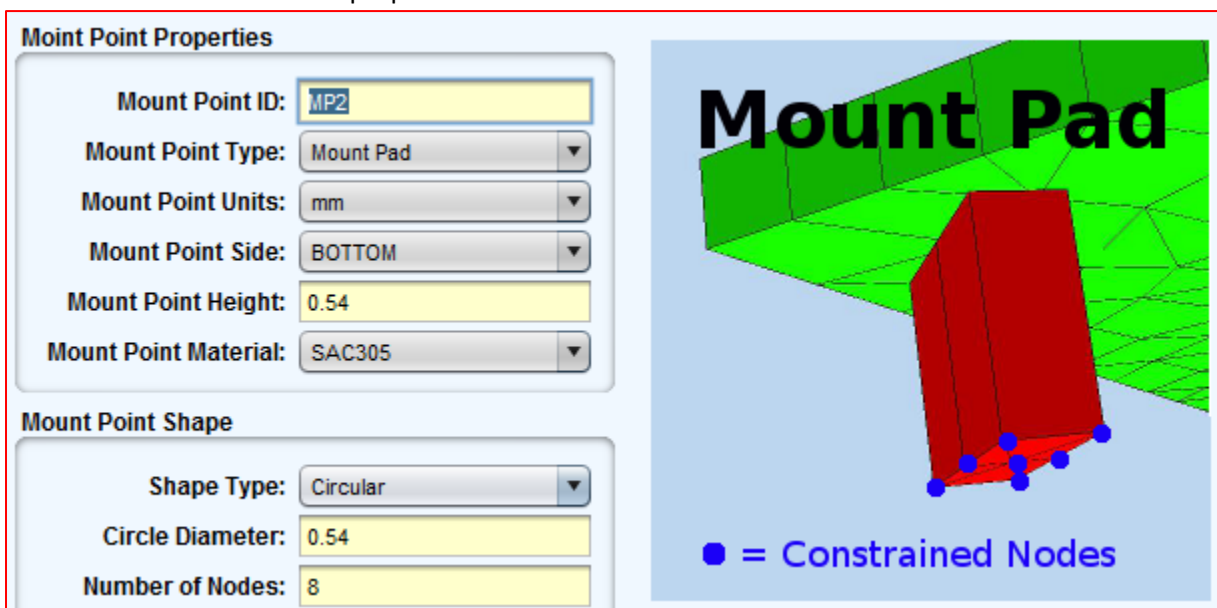 Moint Point Properties
Mount Point ID: MP2
Mount Point Type: Mount Pad
Mount Point Units: mm
Mount Point Side: BOTTOM
Mount Point Height: 0.54
Mount Point Material: SAC305
Mount Point Shape
Shape Type: Circular
Circle Diameter: 0.54
Number of Nodes: 8
Mount Pad
= Constrained Nodes